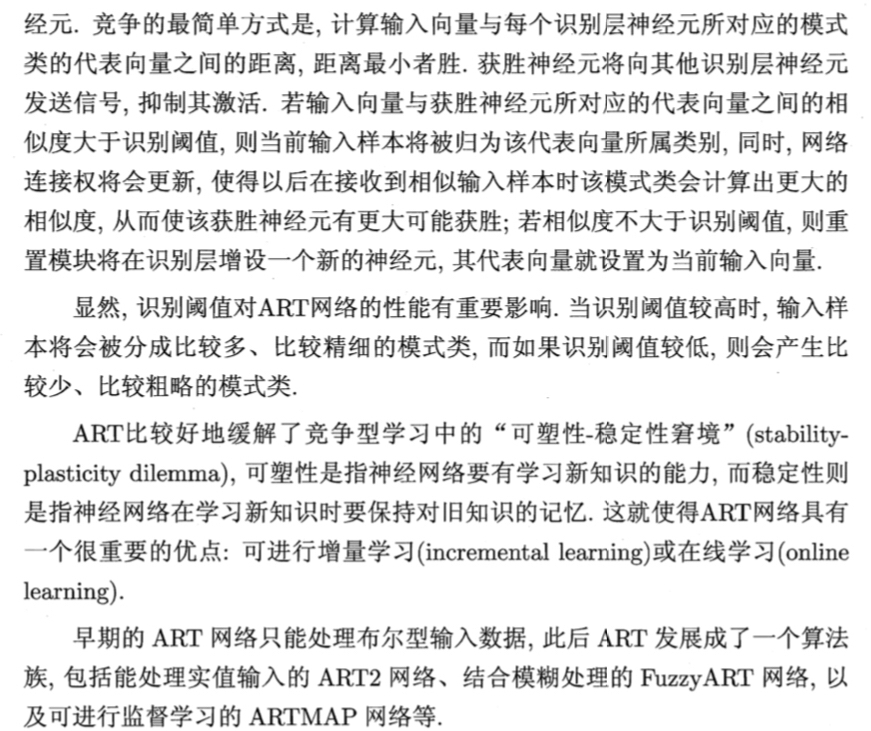 经元. 竞争的最简单方式是, 计算输入向量与每个识别层神经元所对应的模式
类的代表向量之间的距离, 距离最小者胜. 获胜神经元将向其他识别层神经元
发送信号, 抑制其激活. 若输入向量与获胜神经元所对应的代表向量之间的相
似度大于识别阈值, 则当前输入样本将被归为该代表向量所属类别, 同时, 网络
连接权将会更新, 使得以后在接收到相似输入样本时该模式类会计算出更大的
相似度, 从而使该获胜神经元有更大可能获胜; 若相似度不大于识别阈值, 则重
置模块将在识别层增设一个新的神经元, 其代表向量就设置为当前输入向量.
显然, 识别阈值对ART网络的性能有重要影响. 当识别阈值较高时, 输入样
本将会被分成比较多、比较精细的模式类, 而如果识别阈值较低, 则会产生比
较少、比较粗略的模式类.
ART比较好地缓解了竞争型学习中的“可塑性-稳定性窘境”(stability-
plasticity dilemma), 可塑性是指神经网络要有学习新知识的能力, 而稳定性则
是指神经网络在学习新知识时要保持对旧知识的记忆. 这就使得ART网络具有
一个很重要的优点: 可进行增量学习(incremental learning)或在线学习(online
learning).
早期的 ART 网络只能处理布尔型输入数据, 此后 ART 发展成了一个算法
族, 包括能处理实值输入的 ART2 网络、结合模糊处理的 FuzzyART 网络, 以
及可进行监督学习的 ARTMAP 网络等.